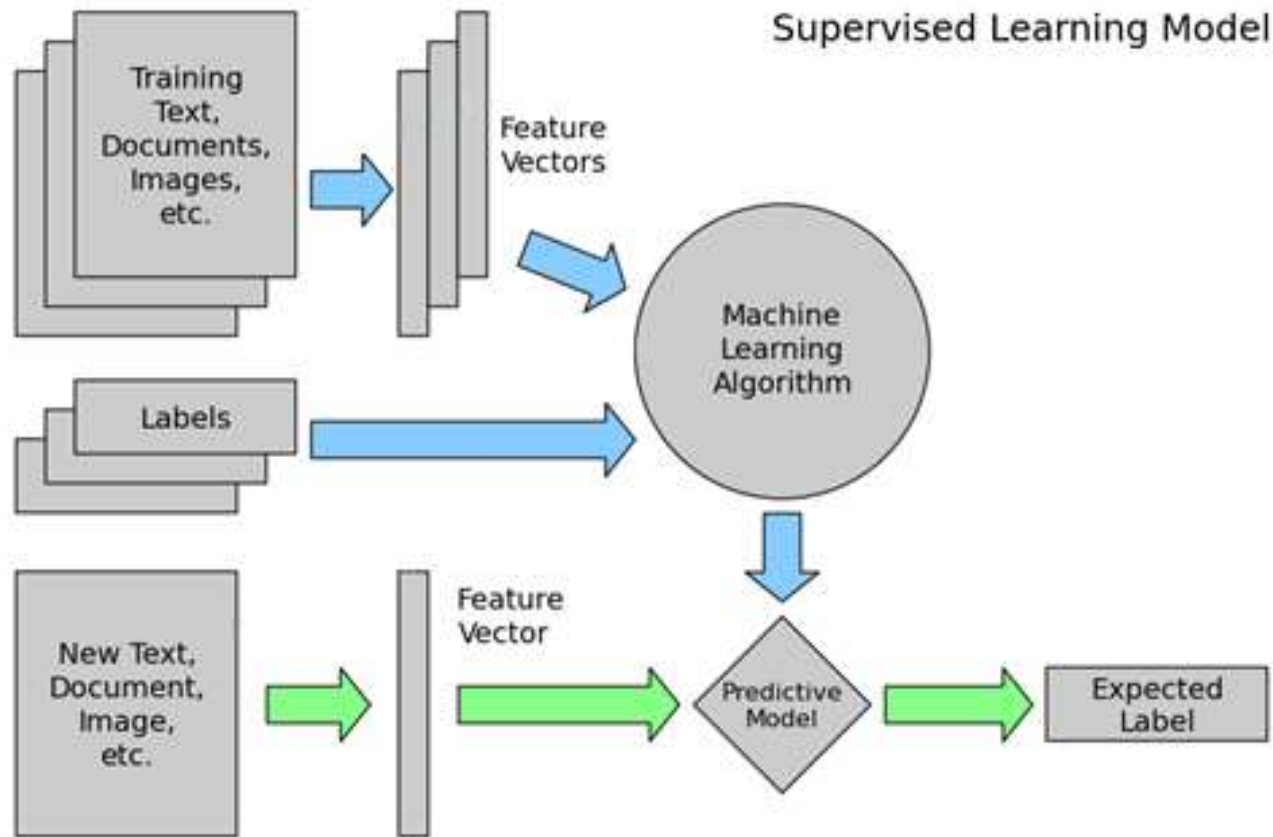 Supervised Learning Model
Training
Text,
Documents,
Images,
etc.
Feature
Vectors
Machine
Learning
Algorithm
Labels
New Text,
Document,
Image,
etc.
Feature
Vector
Predictive
Model
Expected
Label